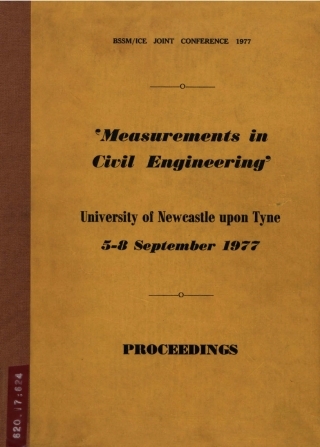 BSSM/ICE JOINT CONFERENCE 1977
'Measurements in
Civil Engineering'
University of Newcastle upon Tyne
5-8 September 1977
PROCEEDINGS
620.17:624